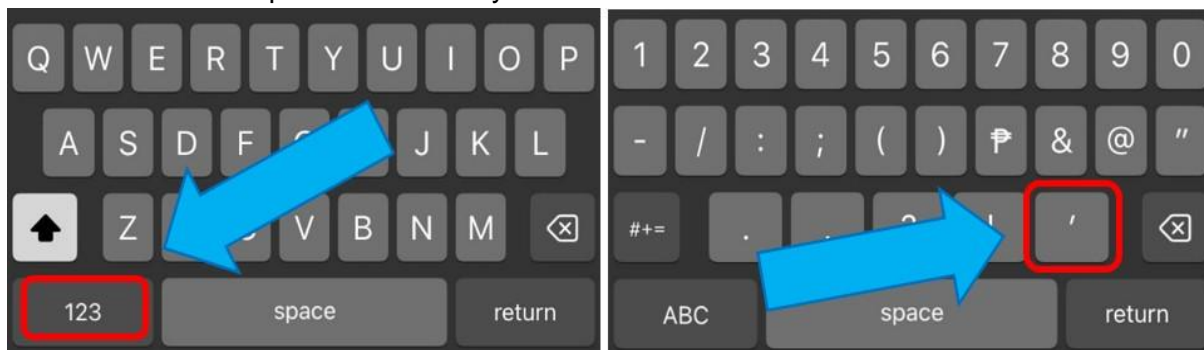 Q W E R T Y U I O P
A S D F J K L
Z V B N M
123 space return
1 2 3 4 5 6 7 8 9 0
- / : ; ( ) ₱ & @ "
#+= . '
ABC space return